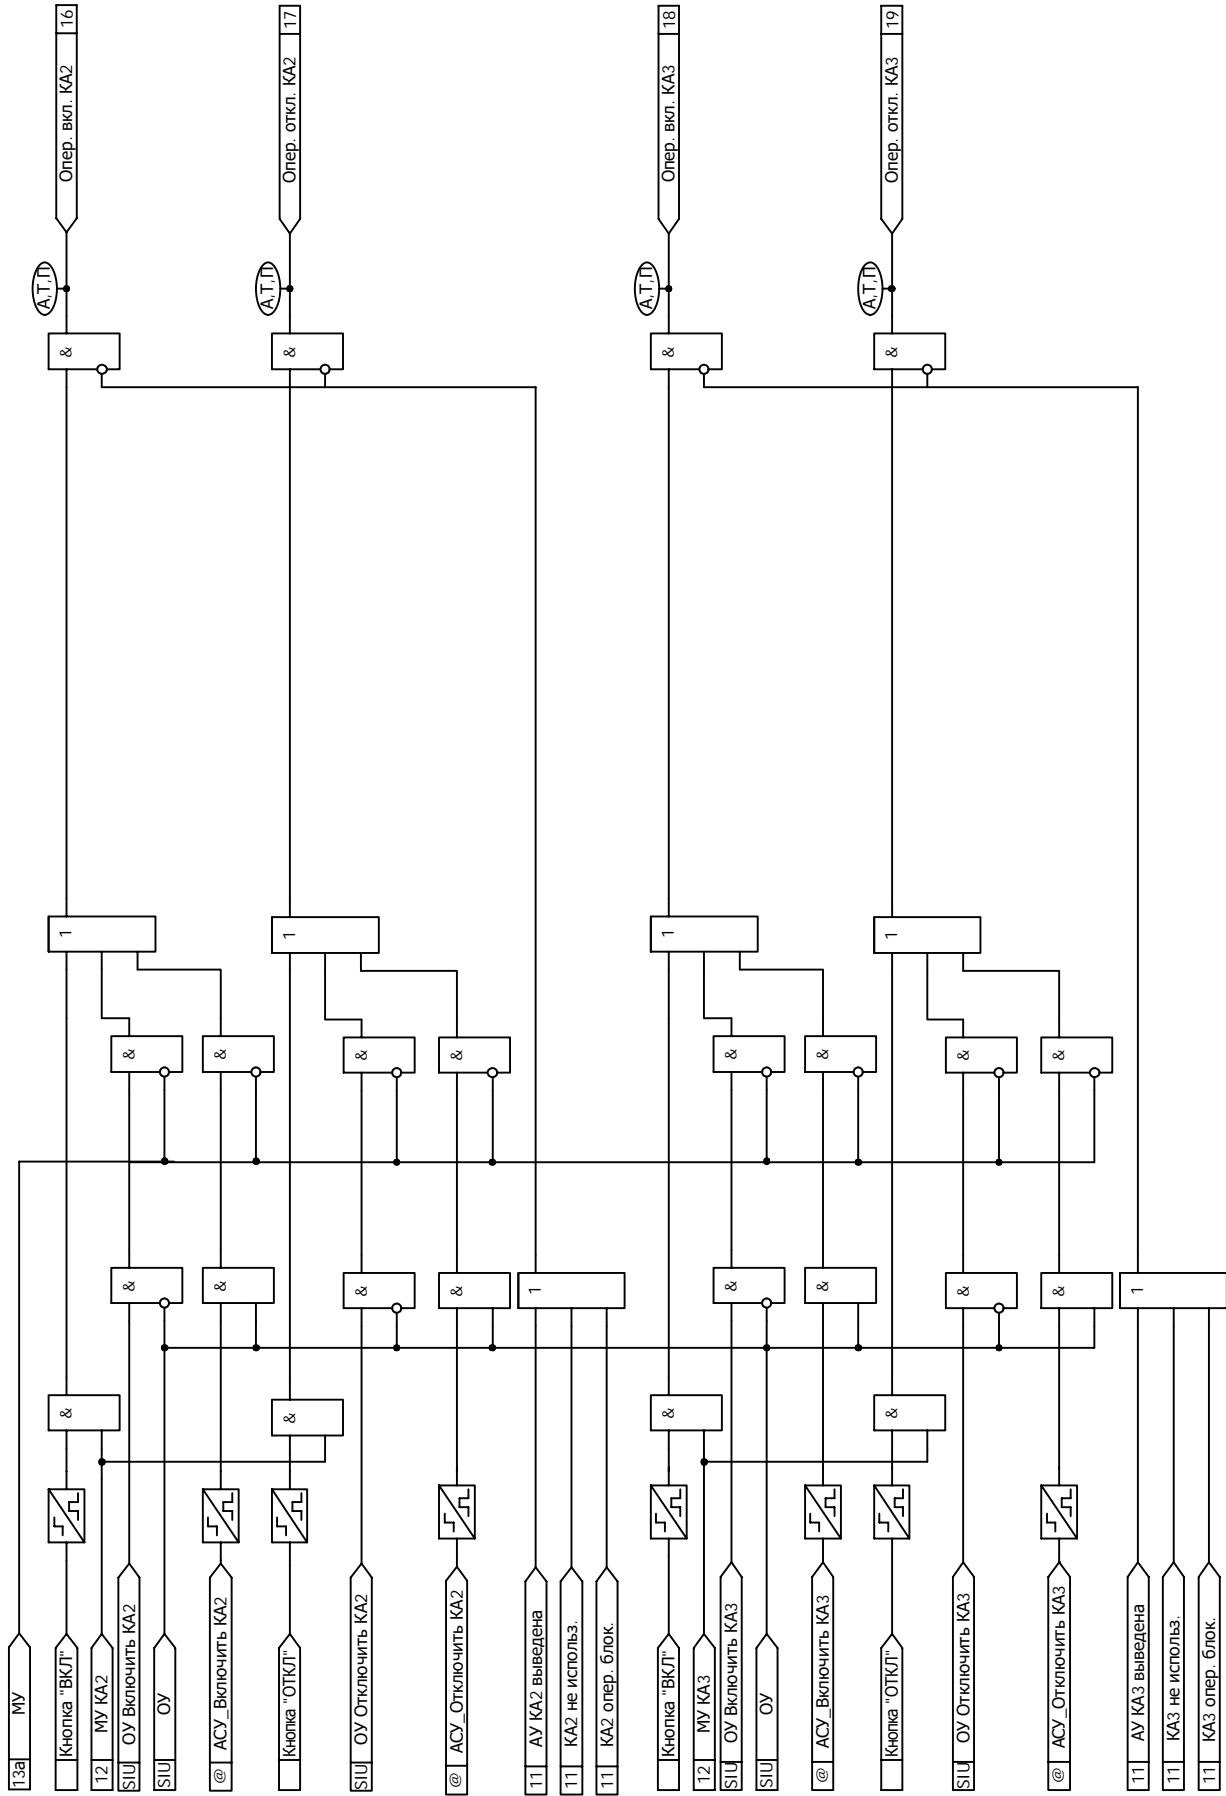 13а МУ
Кнопка "ВКЛ"
12 МУ КА2
SIU ОУ Включить КА2
SIU ОУ
@ АСУ_Включить КА2
Кнопка "ОТКЛ"
SIU ОУ Отключить КА2
@ АСУ_Отключить КА2
11 АУ КА2 выведена
11 КА2 не использ.
11 КА2 опер. блок.
Кнопка "ВКЛ"
12 МУ КА3
SIU ОУ Включить КА3
SIU ОУ
@ АСУ_Включить КА3
Кнопка "ОТКЛ"
SIU ОУ Отключить КА3
@ АСУ_Отключить КА3
11 АУ КА3 выведена
11 КА3 не использ.
11 КА3 опер. блок.
&
&
&
&
&
&
&
&
1
&
&
&
&
1
&
&
&
&
&
&
&
&
1
1
1
1
&
&
&
&
А,Т,П
А,Т,П
А,Т,П
А,Т,П
Опер. вкл. КА2 16
Опер. откл. КА2 17
Опер. вкл. КА3 18
Опер. откл. КА3 19